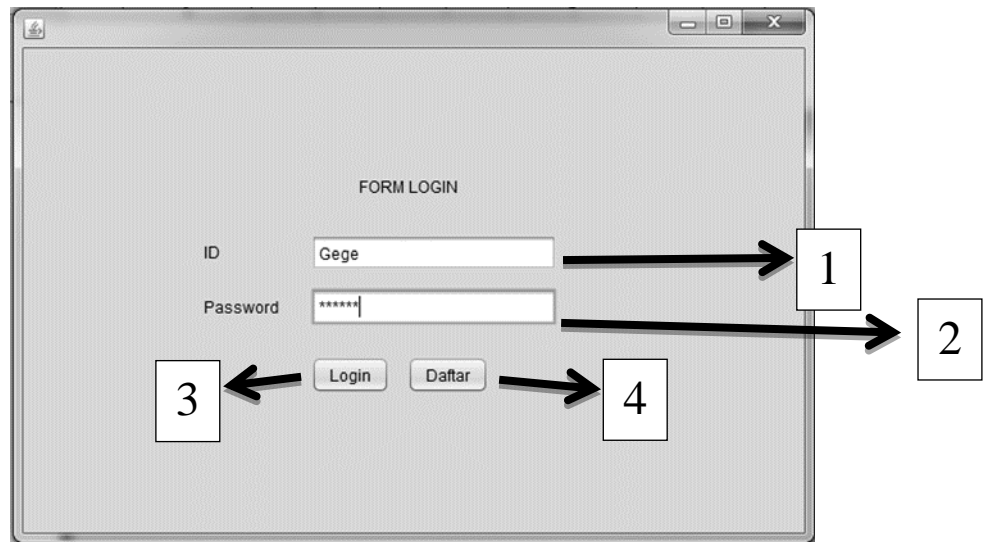 FORM LOGIN
ID Gege 1
Password ****** 2
3 Login Daftar 4